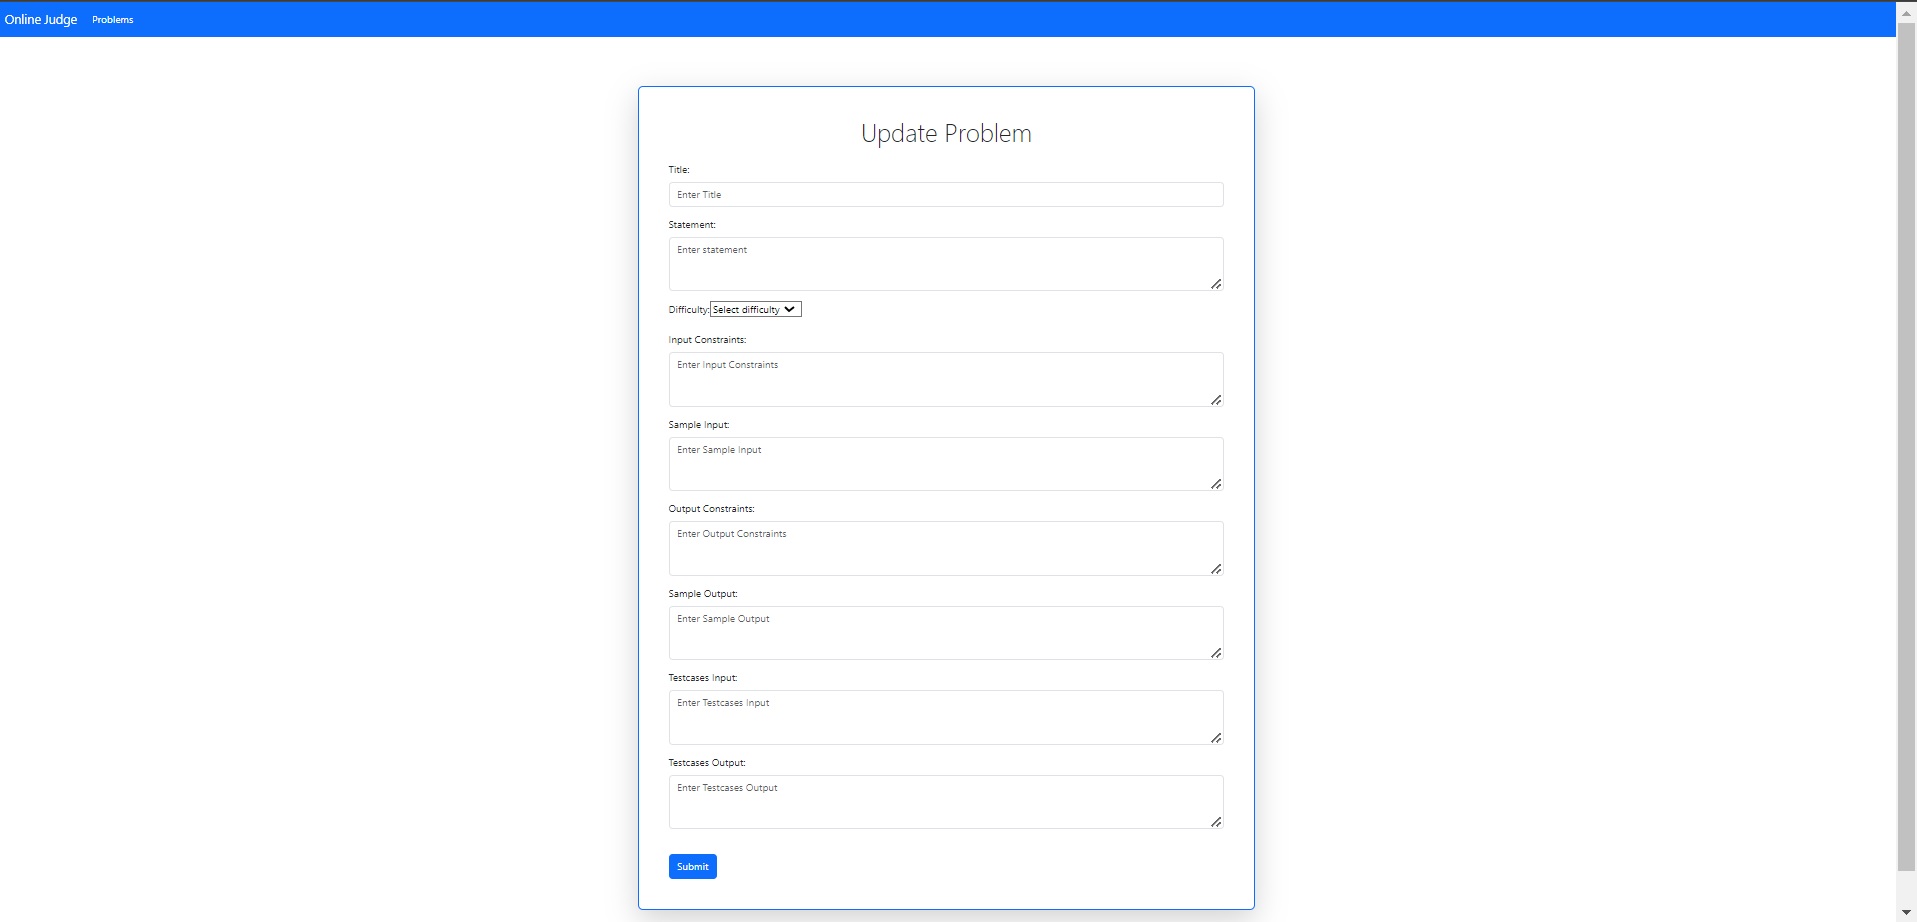 Online Judge Problems
Update Problem
Title:
Enter Title
Statement:
Enter statement
Difficulty: Select difficulty
Input Constraints:
Enter Input Constraints
Sample Input:
Enter Sample Input
Output Constraints:
Enter Output Constraints
Sample Output:
Enter Sample Output
Testcases Input:
Enter Testcases Input
Testcases Output:
Enter Testcases Output
Submit